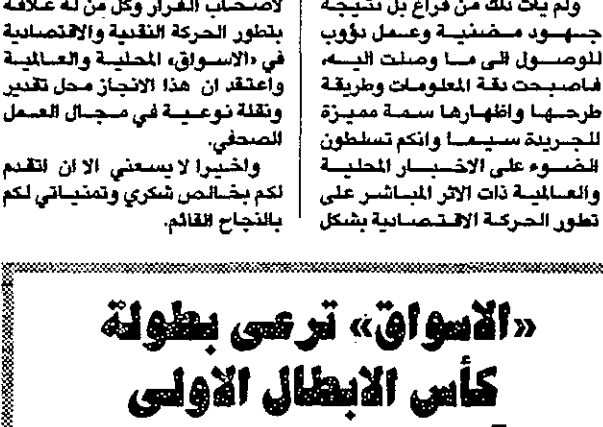 ولم يات ذلك من فراغ بل نتيجة
جهود مضنية وعمل دؤوب
للوصول الى ما وصلت اليه،
فاصبحت دقة المعلومات وطريقة
طرحها واظهارها سمة مميزة
للجريدة سيما وانكم تسلطون
الضوء على الاخبار المحلية
والعالمية ذات الاثر المباشر على
تطور الحركة الاقتصادية بشكل
لاصحاب القرار وكل من له علاقة
بتطور الحركة النقدية والاقتصادية
في «الاسواق» المحلية والعالمية
واعتقد ان هذا الانجاز محل تقدير
ونقلة نوعية في مجال العمل
الصحفي.
واخيرا لا يسعني الا ان اتقدم
لكم بخالص شكري وتمنياتي لكم
بالنجاح القائم.
«الاسواق» ترعى بطولة
كأس الابطال الاولى